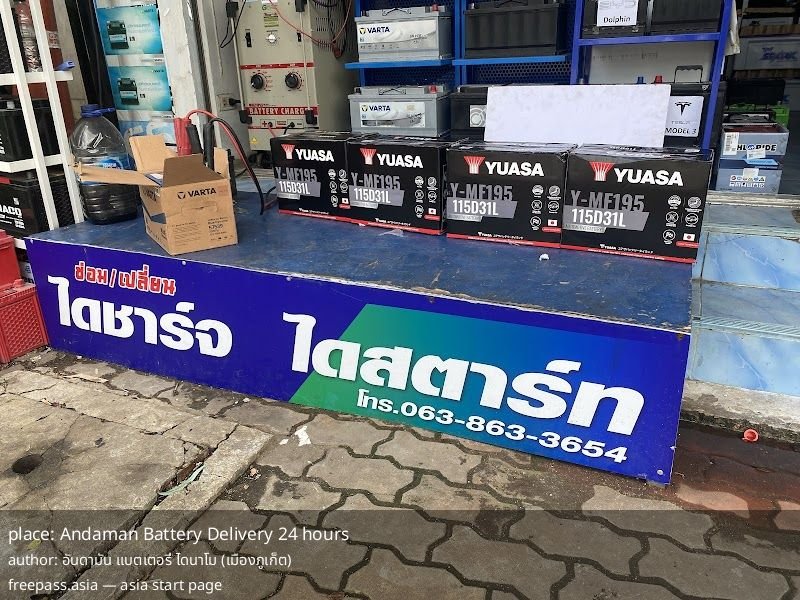 Dolphin
VARTA
VARTA
BATTERY CHARGER
TESLA
MODEL 3
YUASA
Y-MF195
115D31L
YUASA
Y-MF195
115D31L
YUASA
Y-MF195
115D31L
YUASA
Y-MF195
115D31L
VARTA
ซ่อม/เปลี่ยน
ไดชาร์จ
ไดสตาร์ท
โทร.063-863-3654
place: Andaman Battery Delivery 24 hours
author: อันดามัน แบตเตอรี่ ไดนาโม (เมืองภูเก็ต)
freepass.asia — asia start page